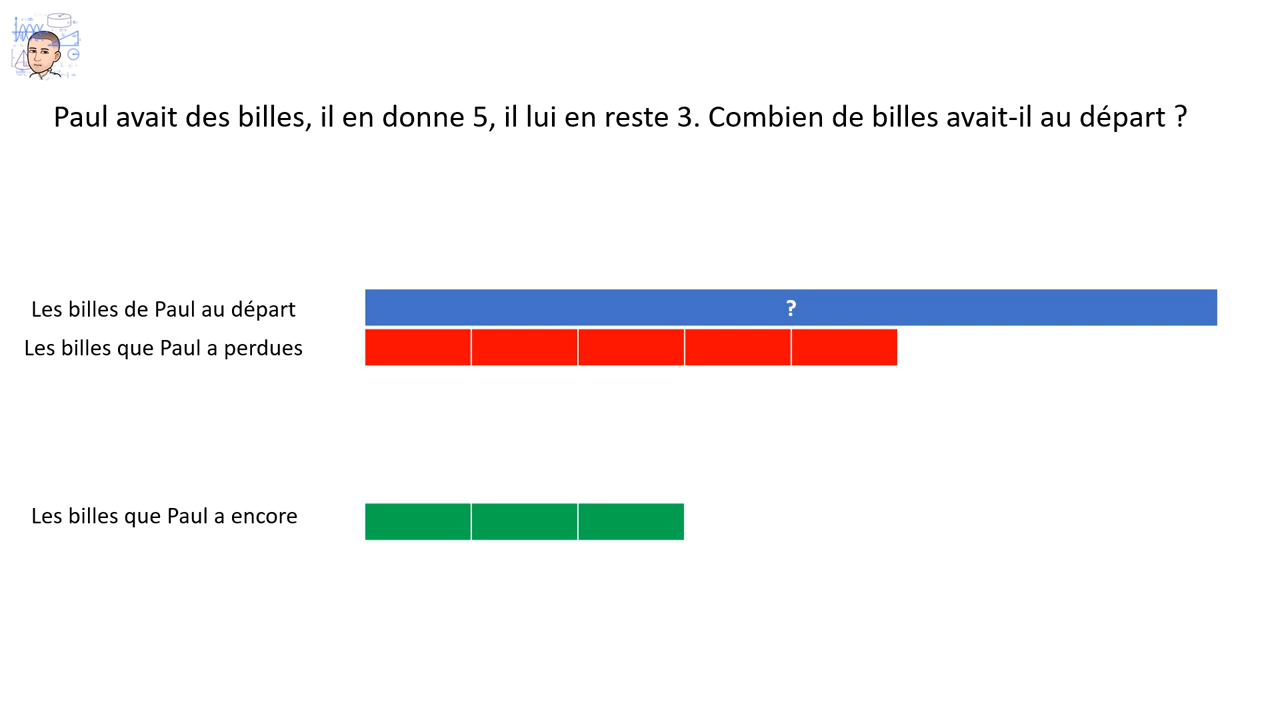 Paul avait des billes, il en donne 5, il lui en reste 3. Combien de billes avait-il au départ ?
Les billes de Paul au départ
?
Les billes que Paul a perdues
Les billes que Paul a encore